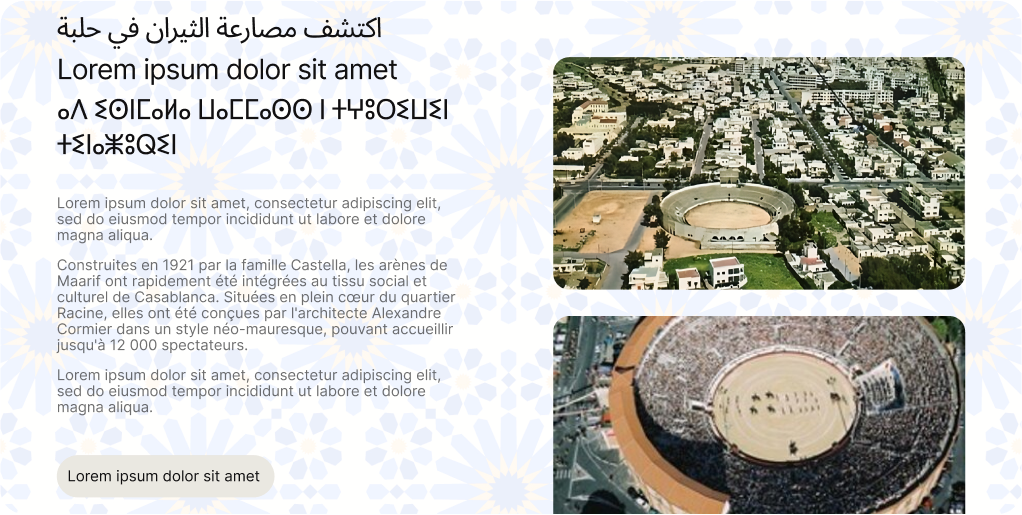 اكتشف مصارعة الثيران في حلبة
Lorem ipsum dolor sit amet
ⴰⴷ ⵉⵙⵏⵎⴰⵍⴰ ⵡⴰⵎⵎⴰⵙⵙ ⵏ ⵜⵖⵓⵔⵉⵡⵉⵏ
ⵜⵉⵏⴰⵣⵓⵕⵉⵏ
Lorem ipsum dolor sit amet, consectetur adipiscing elit,
sed do eiusmod tempor incididunt ut labore et dolore
magna aliqua.
Construites en 1921 par la famille Castella, les arènes de
Maarif ont rapidement été intégrées au tissu social et
culturel de Casablanca. Situées en plein cœur du quartier
Racine, elles ont été conçues par l'architecte Alexandre
Cormier dans un style néo-mauresque, pouvant accueillir
jusqu'à 12 000 spectateurs.
Lorem ipsum dolor sit amet, consectetur adipiscing elit,
sed do eiusmod tempor incididunt ut labore et dolore
magna aliqua.
Lorem ipsum dolor sit amet